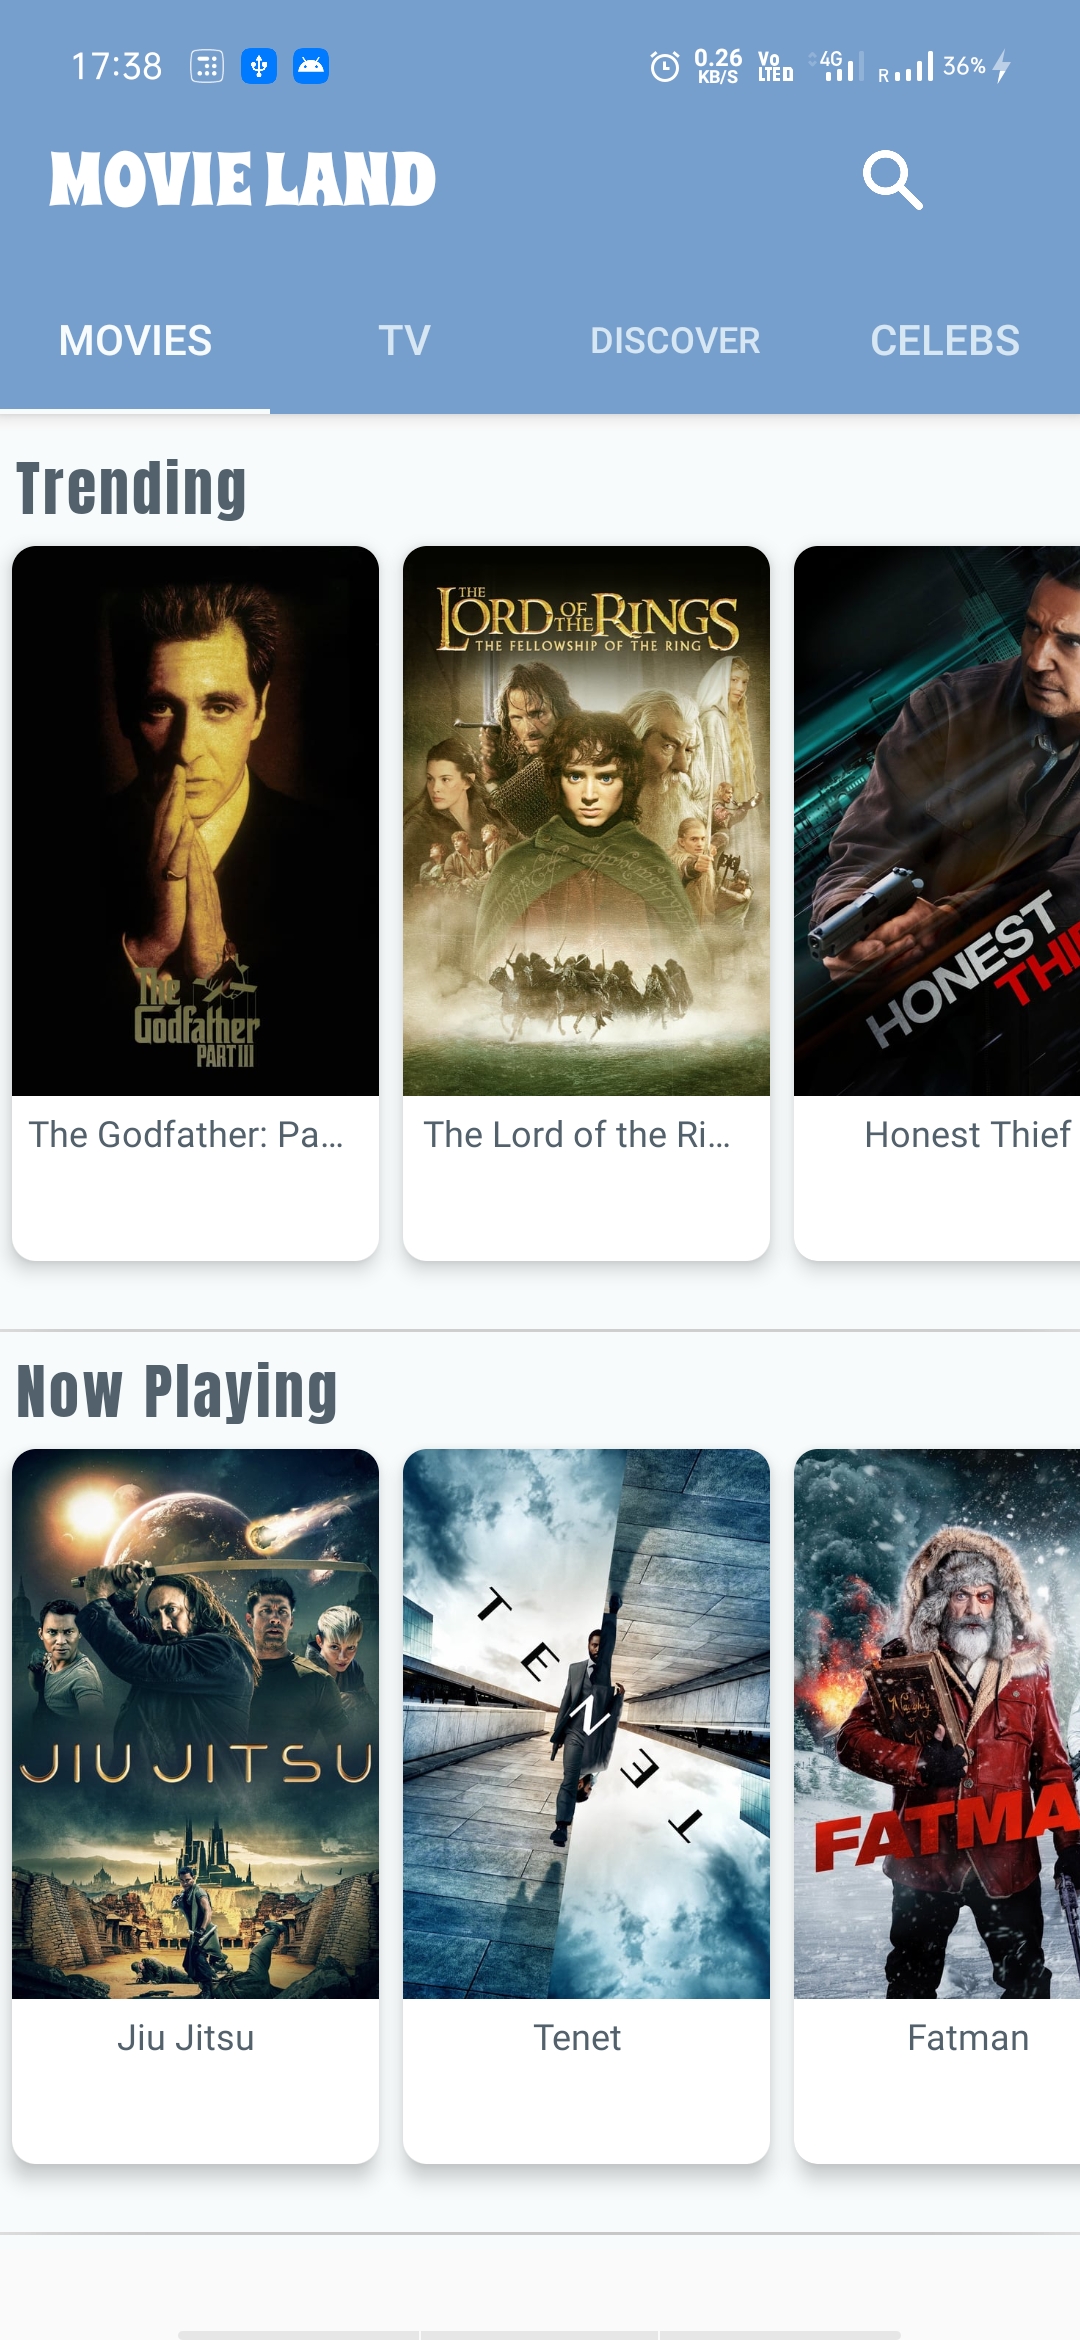 17:38
0.26 KB/S Vo LTED 4G R 36%
MOVIE LAND
MOVIES TV DISCOVER CELEBS
Trending
THE LORD OF THE RINGS
THE FELLOWSHIP OF THE RING
HONEST
THI
The Godfather PART III
The Godfather: Pa...
The Lord of the Ri...
Honest Thief
Now Playing
JIU JITSU
TENET
Naughty
FATMA
Jiu Jitsu
Tenet
Fatman